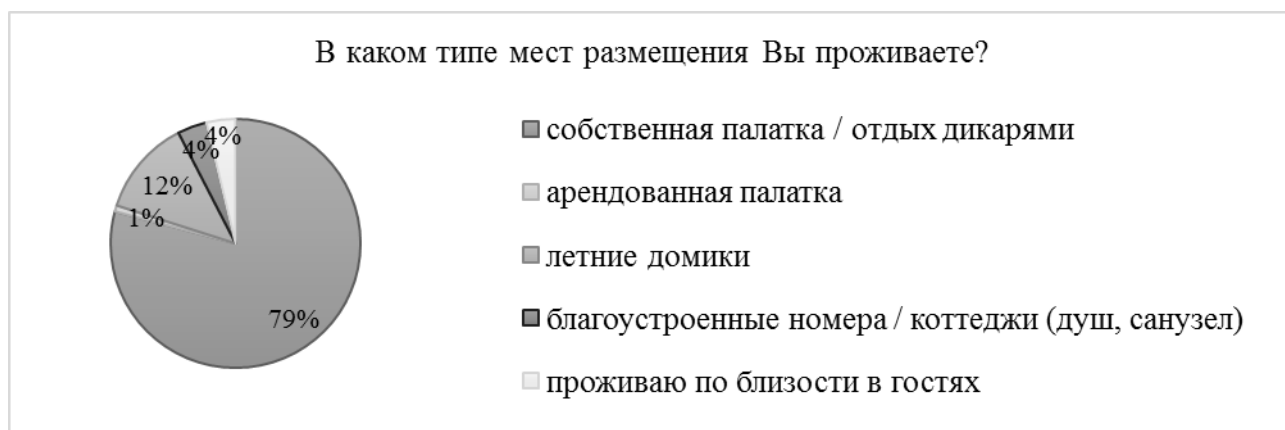 В каком типе мест размещения Вы проживаете?
4%
4%
12%
1%
79%
собственная палатка / отдых дикарями
арендованная палатка
летние домики
благоустроенные номера / коттеджи (душ, санузел)
проживаю по близости в гостях